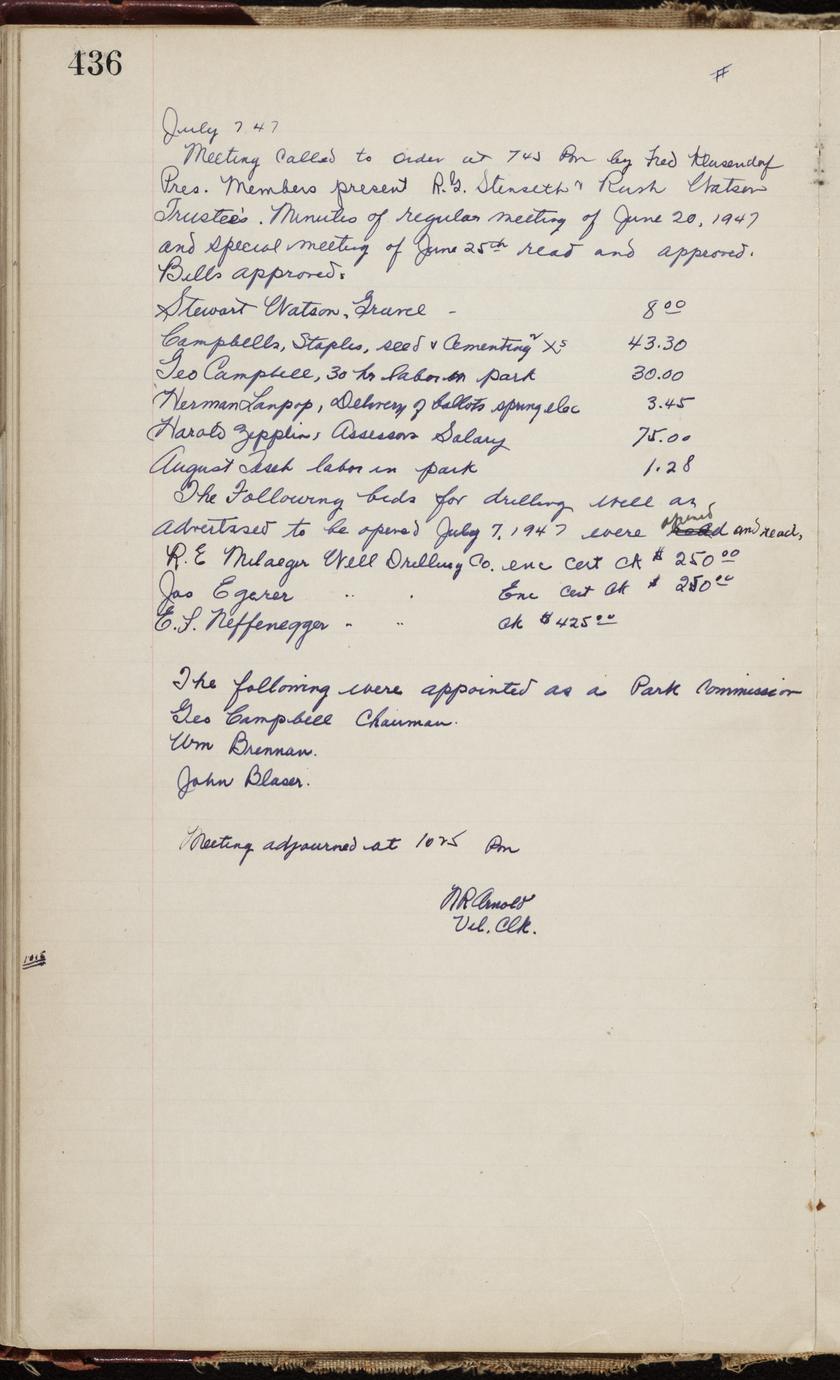 436
#
July 7 47
Meeting called to order at 745 Pm by Fred Klusendorf
Pres. Members present R.G. Stenseth & Rush Watson
Trustee's. Minutes of regular meeting of June 20, 1947
and special meeting of June 25th read and approved.
Bills approved:
Stewart Watson, Gravel - 8 00
Campbells, Staples, seed & Cementing 43.30
Geo Campbell, 30 hr labor in park 30.00
Herman Lanpop, Delivery of ballots spring elec 3.45
Harold Zepplin, Assessors Salary 75.00
August Tesch labor in park 1.28
The Following bids for drilling well as
opened
advertased to be opened July 7, 1947 were and read,
R.E Milaeger Well Drilling Co. enc cert ck $ 250 00
Jos Egerer " " Enc cert ck $ 250 00
E.F. Neffenegger " " ck $ 425 00
The following were appointed as a Park Commission
Geo Campbell Chairman.
Wm Brennan.
John Blaser.
Meeting adjourned at 1025 Pm
NR Arnold
Vil. Clk.